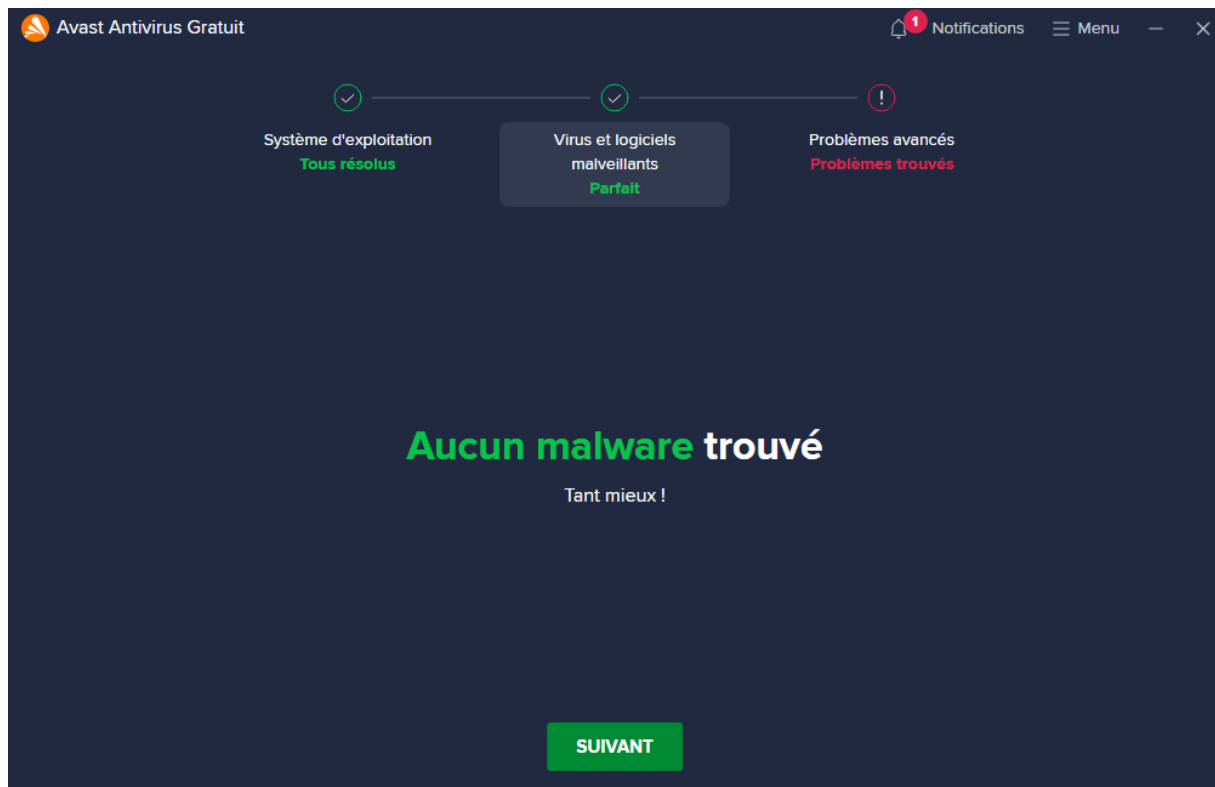 Avast Antivirus Gratuit
1 Notifications
Menu
Système d'exploitation
Tous résolus
Virus et logiciels
malveillants
Parfait
Problèmes avancés
Problèmes trouvés
Aucun malware trouvé
Tant mieux !
SUIVANT